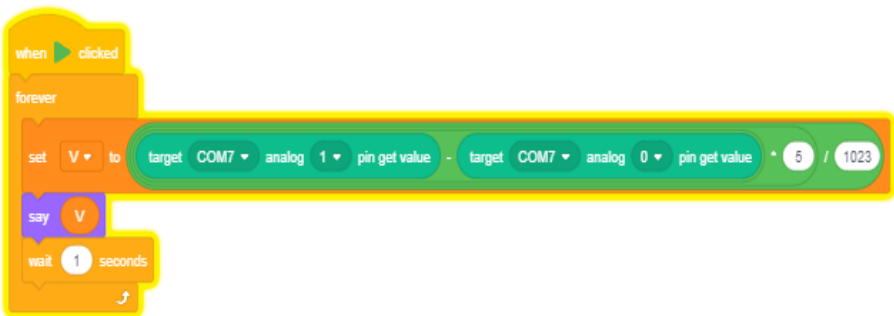 when clicked
forever
set V to target COM7 analog 1 pin get value - target COM7 analog 0 pin get value * 5 / 1023
say V
wait 1 seconds